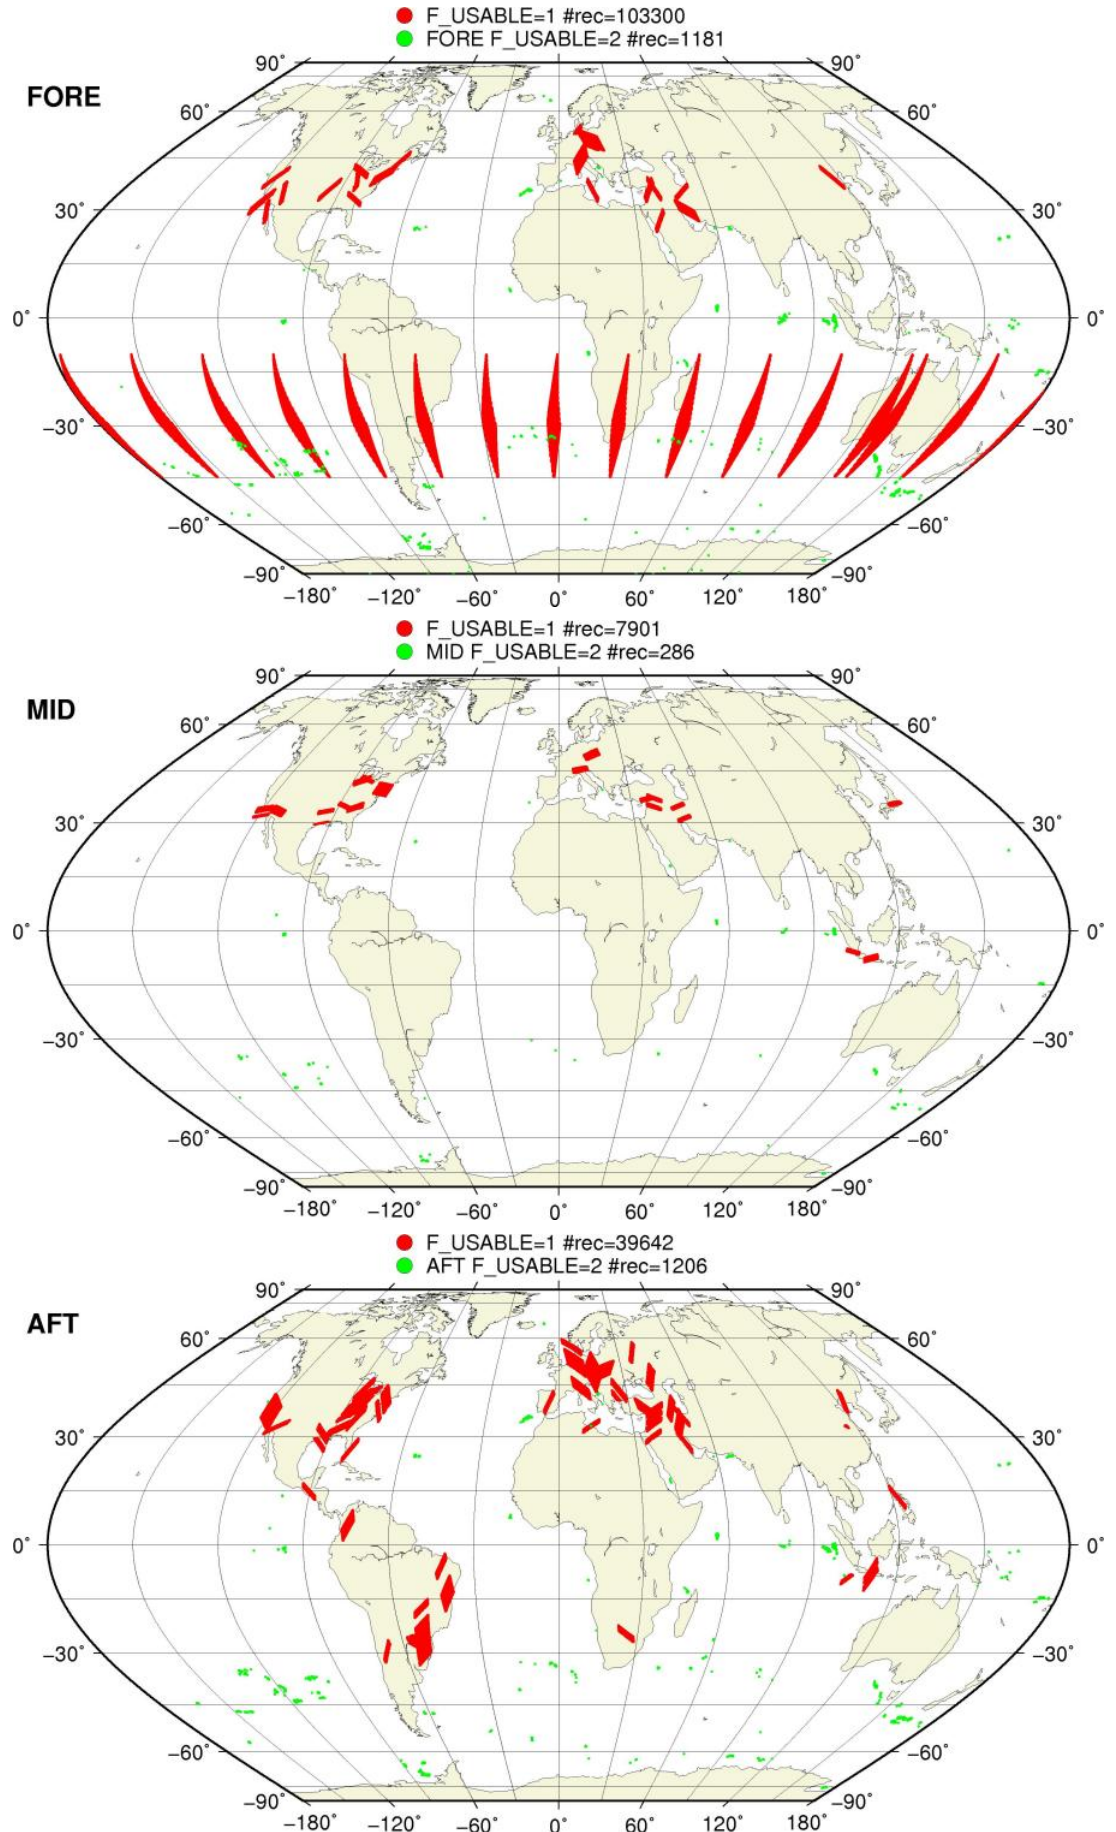 F_USABLE=1 #rec=103300
FORE F_USABLE=2 #rec=1181
90° 90°
FORE
60° 60°
30° 30°
0° 0°
−30° −30°
−60° −60°
−90° −90°
−180° −120° −60° 0° 60° 120° 180°
F_USABLE=1 #rec=7901
MID F_USABLE=2 #rec=286
90° 90°
MID
60° 60°
30° 30°
0° 0°
−30° −30°
−60° −60°
−90° −90°
−180° −120° −60° 0° 60° 120° 180°
F_USABLE=1 #rec=39642
AFT F_USABLE=2 #rec=1206
90° 90°
AFT
60° 60°
30° 30°
0° 0°
−30° −30°
−60° −60°
−90° −90°
−180° −120° −60° 0° 60° 120° 180°